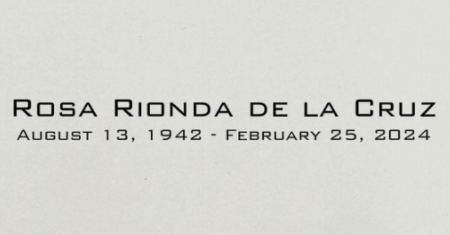 Rosa Rionda de la Cruz
August 13, 1942 - February 25, 2024